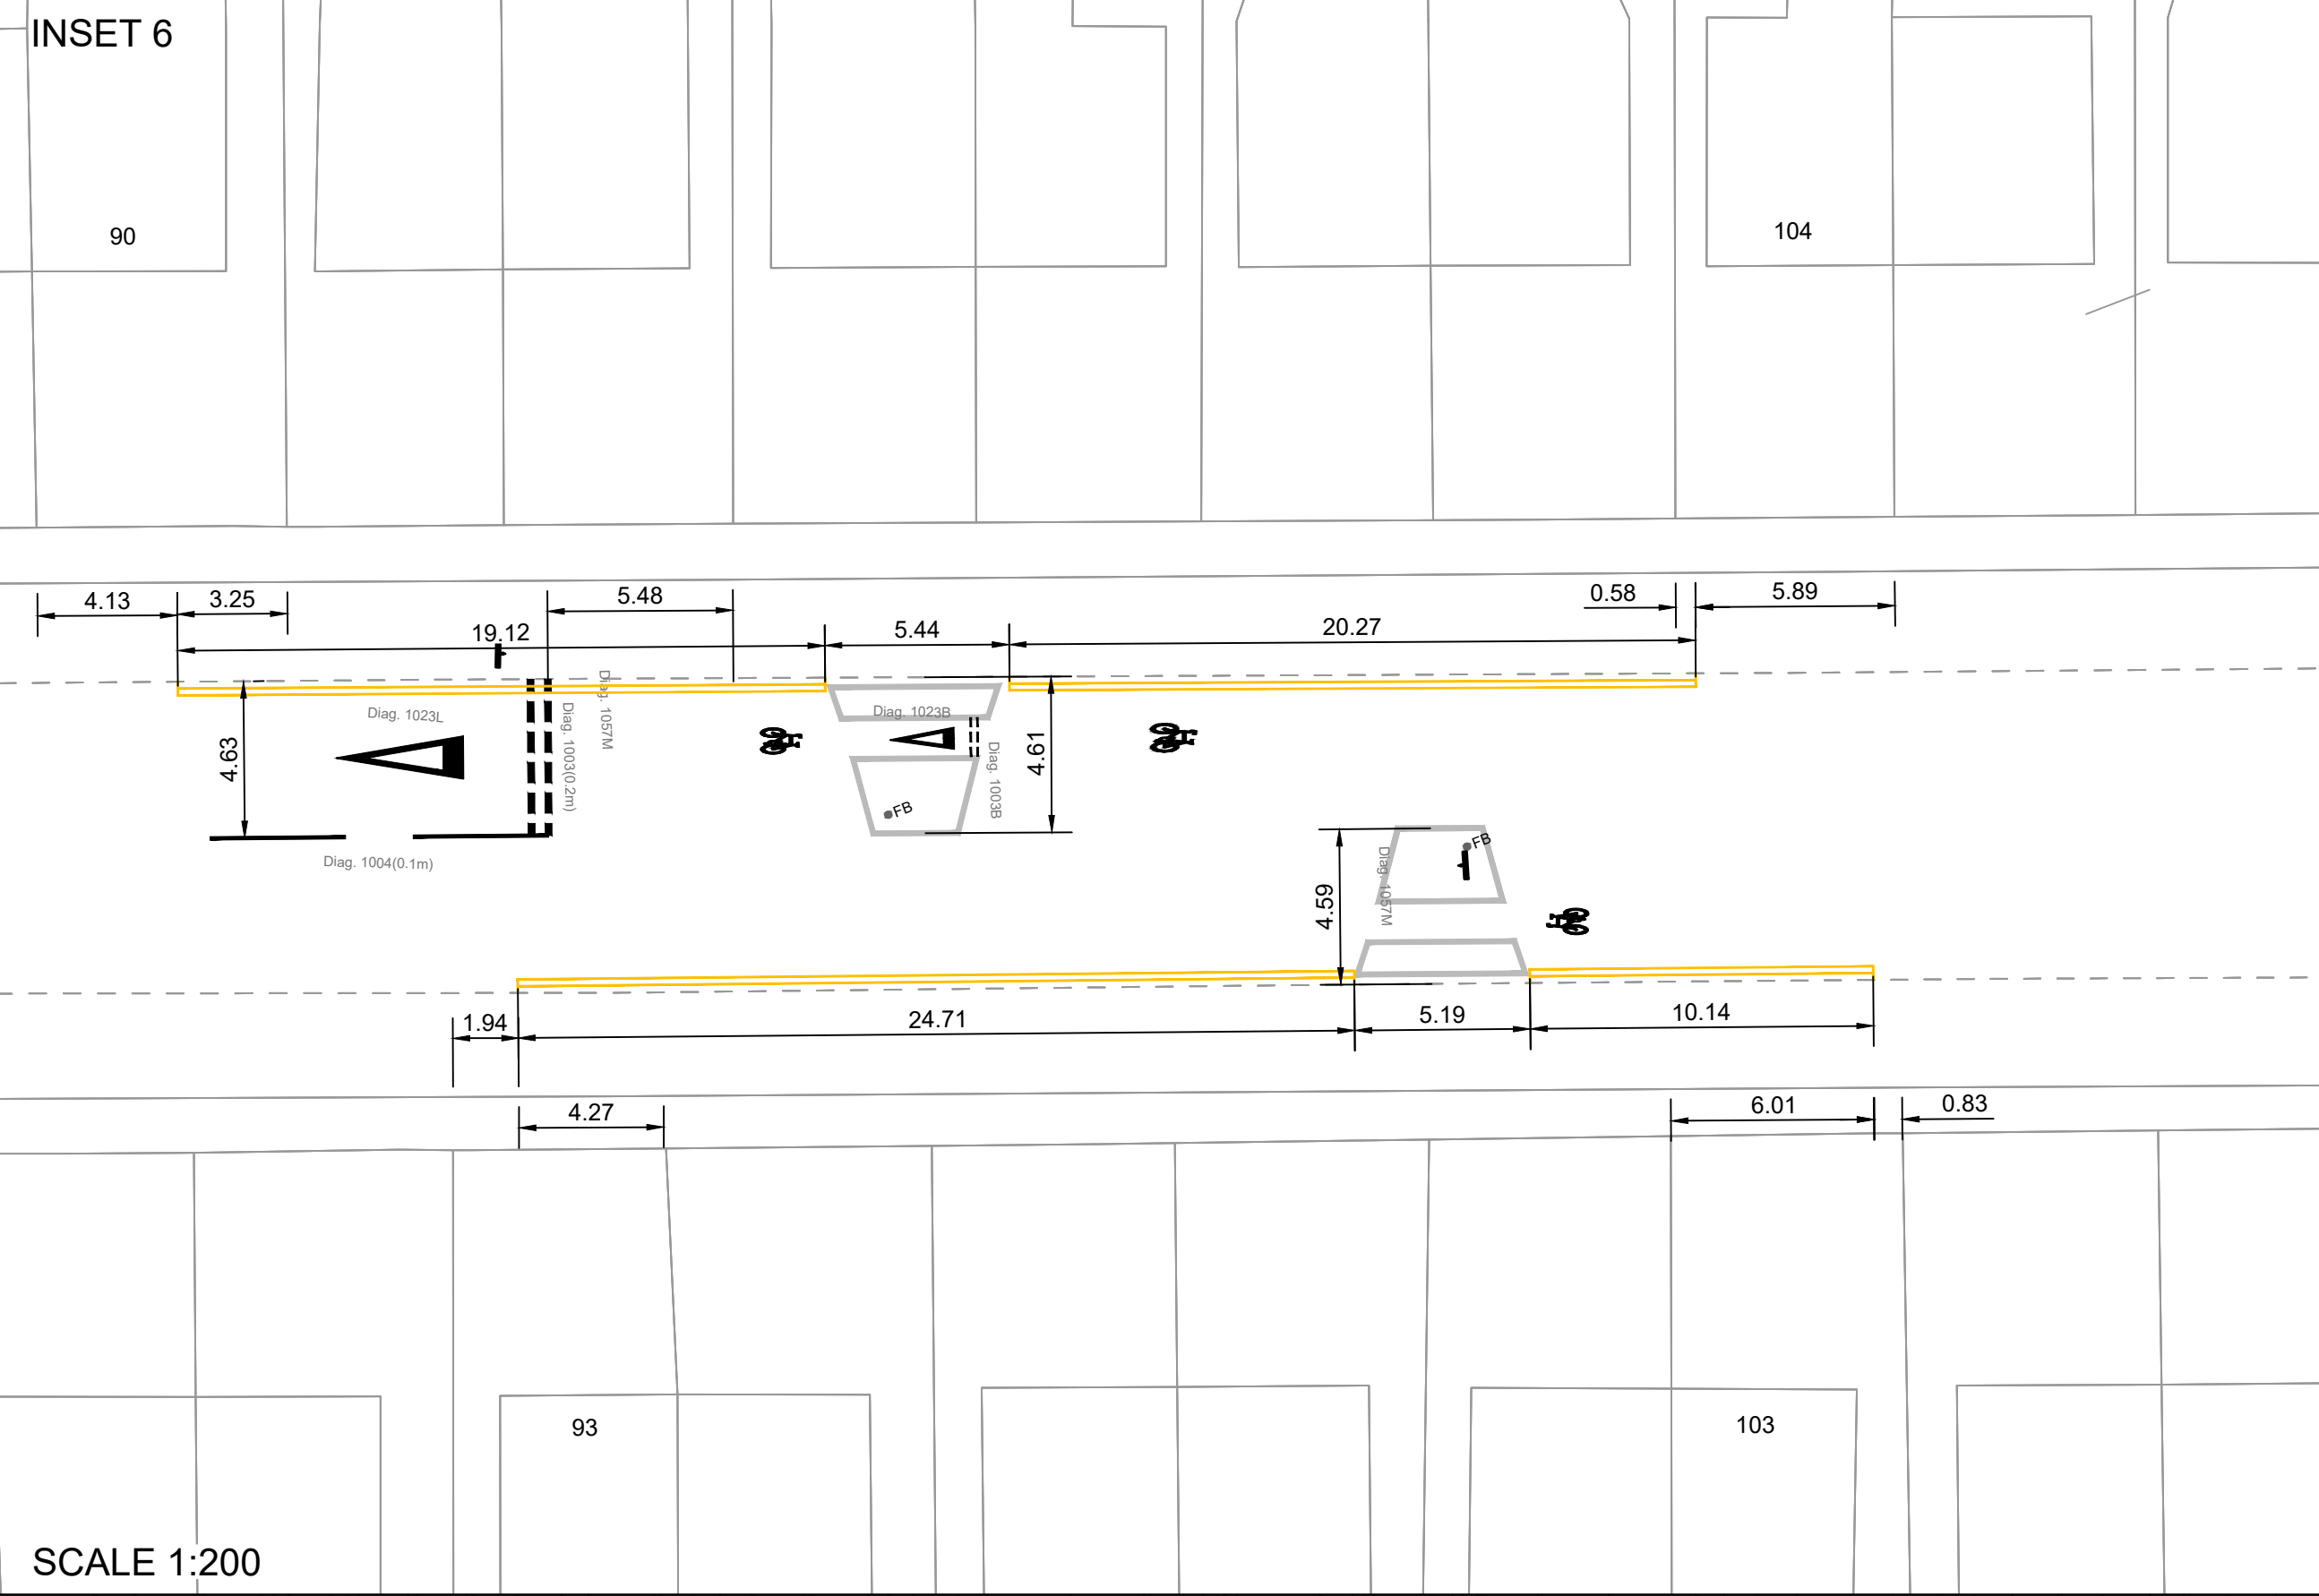 INSET 6
90
104
4.13
3.25
5.48
0.58
5.89
19.12
5.44
20.27
Diag. 1023L
Diag. 1057M
Diag. 1003(0.2m)
Diag. 1023B
Diag. 1003B
4.63
4.61
FB
Diag. 1004(0.1m)
FB
Diag. 1057M
4.59
1.94
24.71
5.19
10.14
4.27
6.01
0.83
93
103
SCALE 1:200